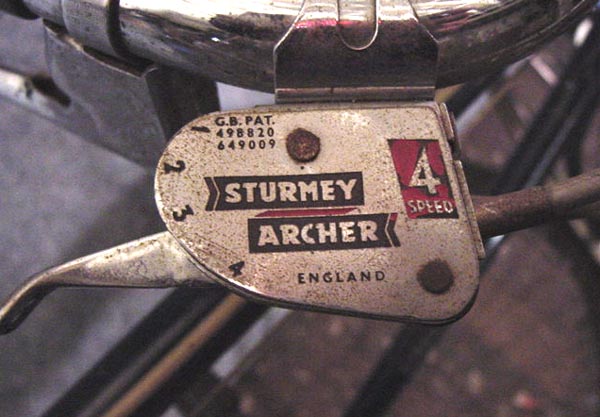 G.B. PAT.
498820
649009
1
2
3
4
STURMEY
ARCHER
4
SPEED
ENGLAND